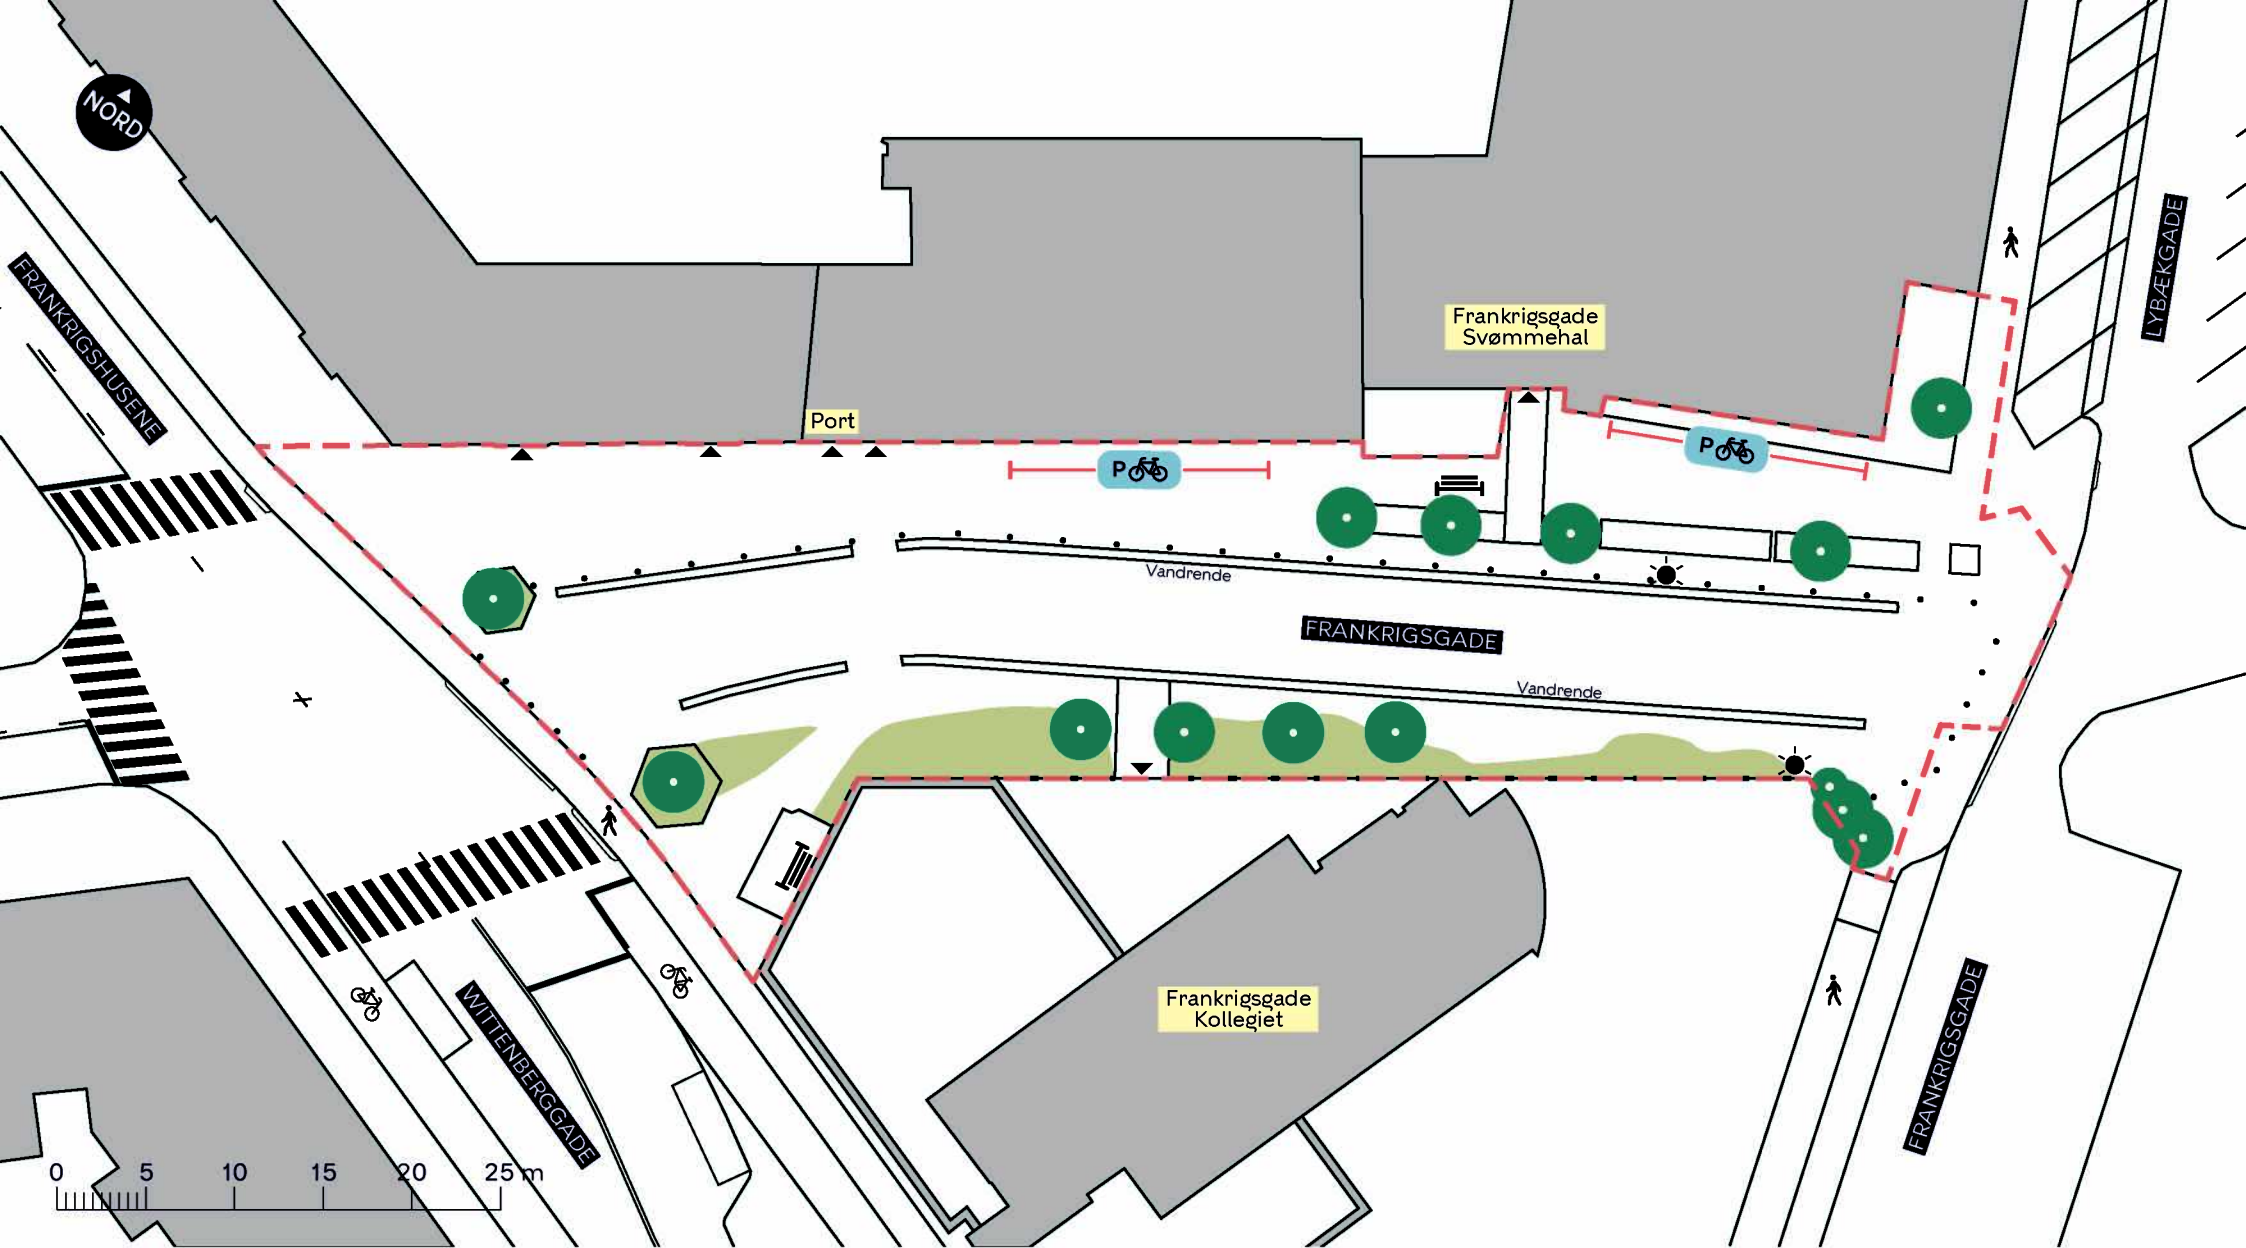 NORD
FRANKRIGSHUSENE
LYBÆKGADE
Frankrigsgade
Svømmehal
Port
P
P
Vandrende
FRANKRIGSGADE
Vandrende
Frankrigsgade
Kollegiet
WITTENBERGGADE
FRANKRIGSGADE
0 5 10 15 20 25 m